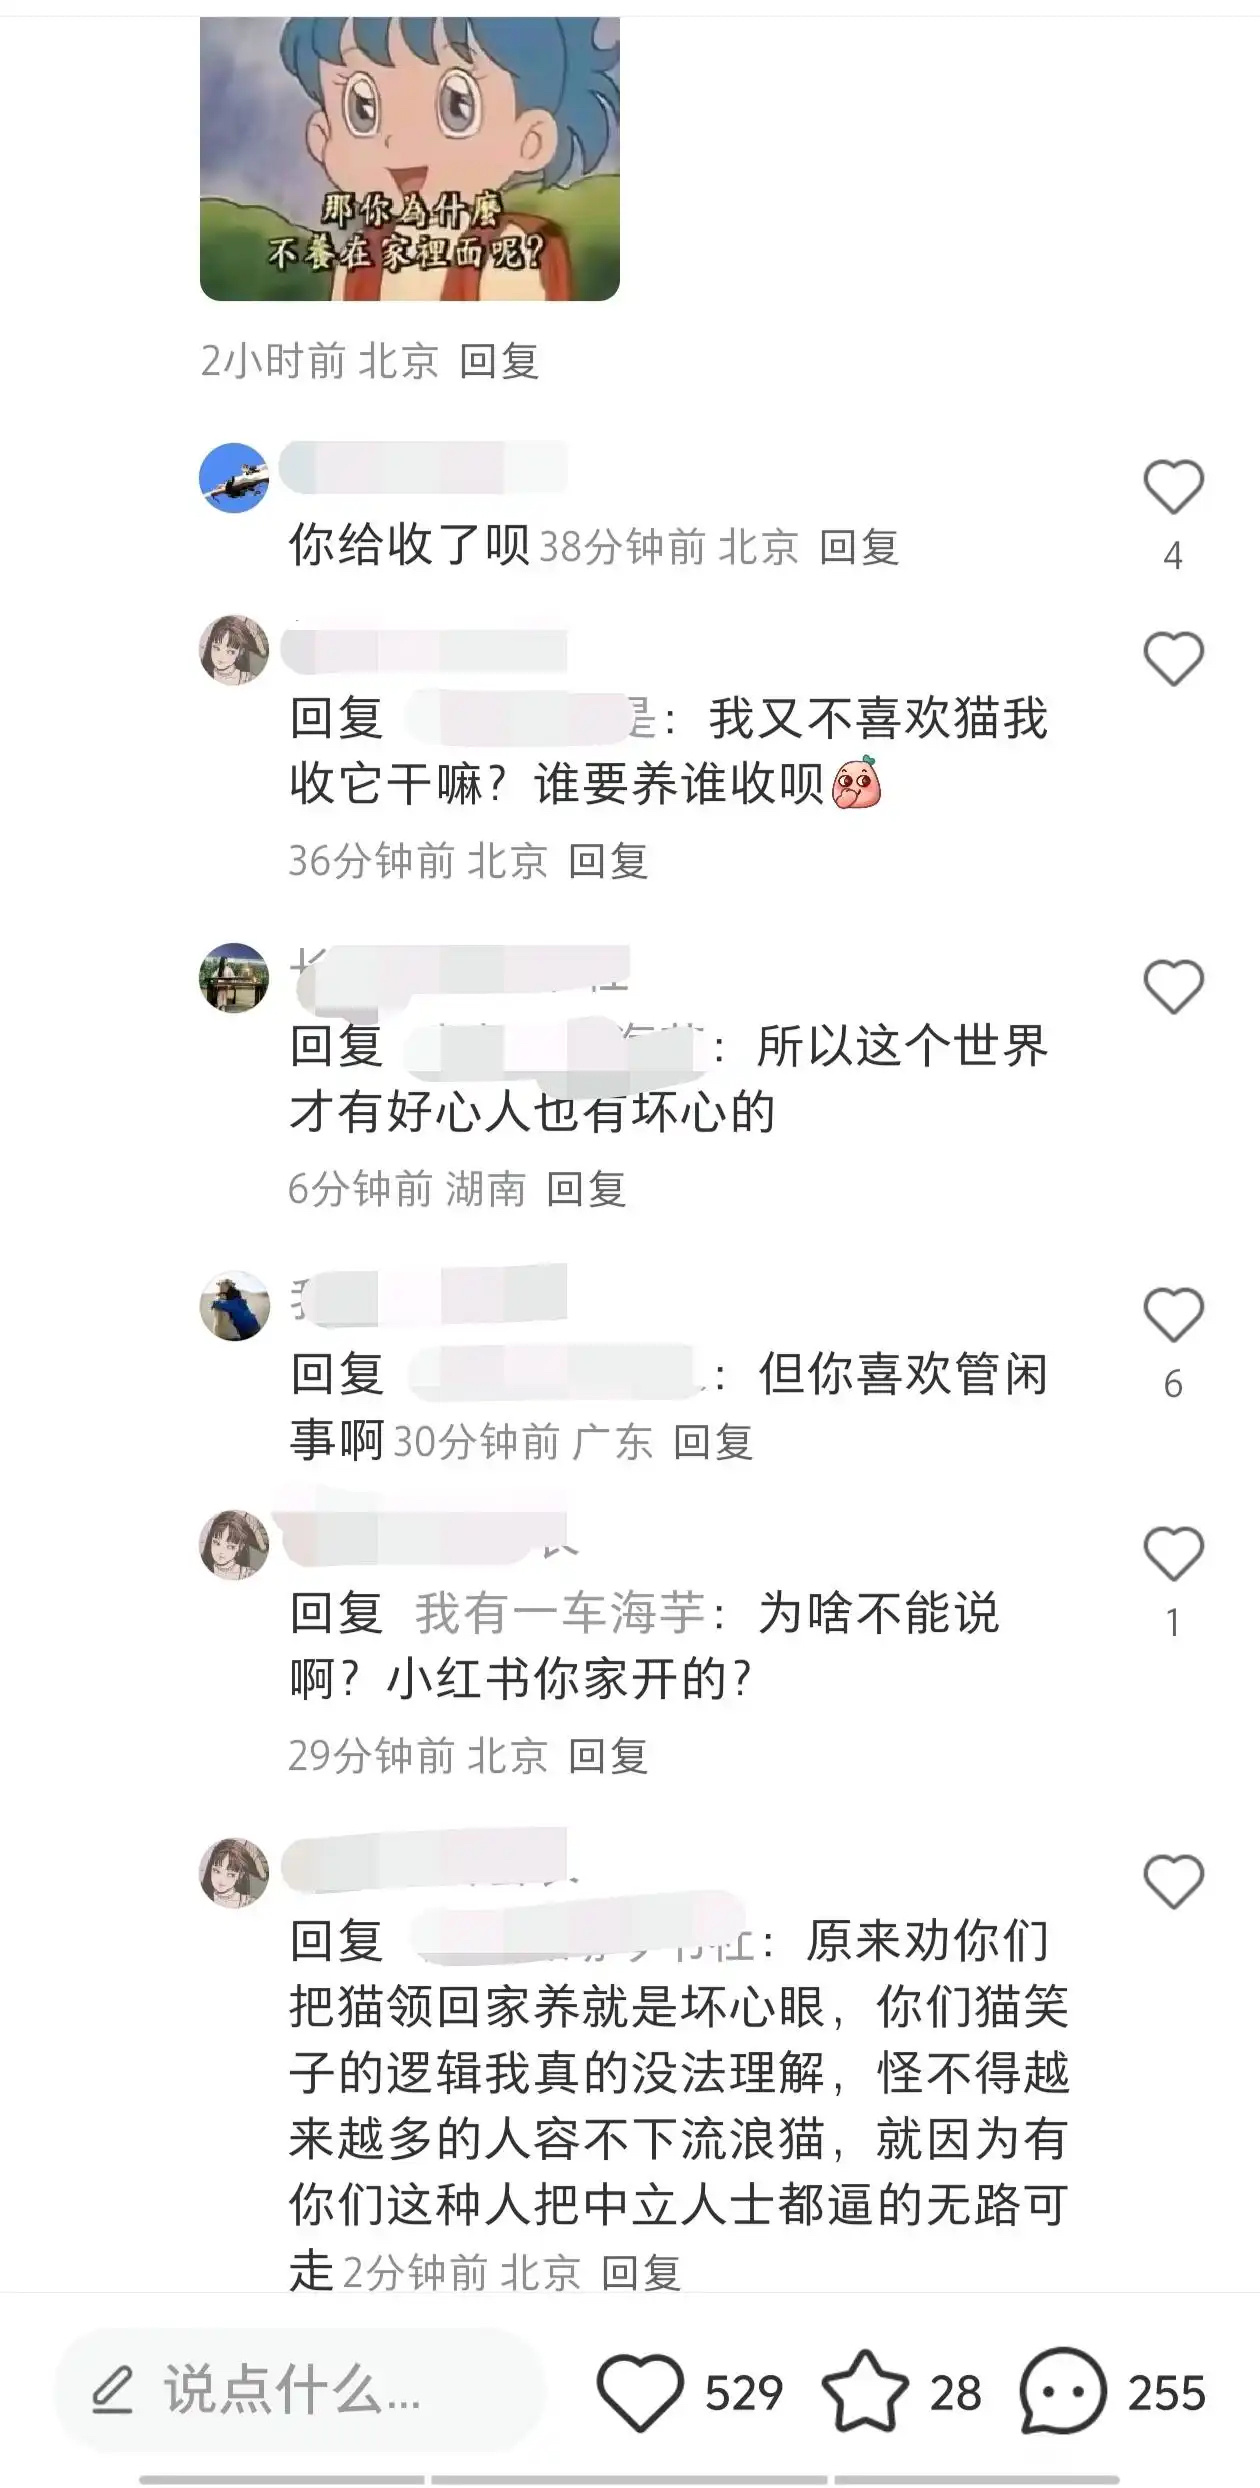 那你為什麼
不養在家裡面呢?
2小时前 北京 回复
你给收了呗 38分钟前 北京 回复
4
回复 是：我又不喜欢猫我
收它干嘛？谁要养谁收呗
36分钟前 北京 回复
长
回复 ：所以这个世界
才有好心人也有坏心的
6分钟前 湖南 回复
我
回复 ：但你喜欢管闲
6
事啊 30分钟前 广东 回复
回复 我有一车海芋：为啥不能说
1
啊？小红书你家开的？
29分钟前 北京 回复
回复 社：原来劝你们
把猫领回家养就是坏心眼，你们猫笑
子的逻辑我真的没法理解，怪不得越
来越多的人容不下流浪猫，就因为有
你们这种人把中立人士都逼的无路可
走 2分钟前 北京 回复
说点什么... 529 28 255